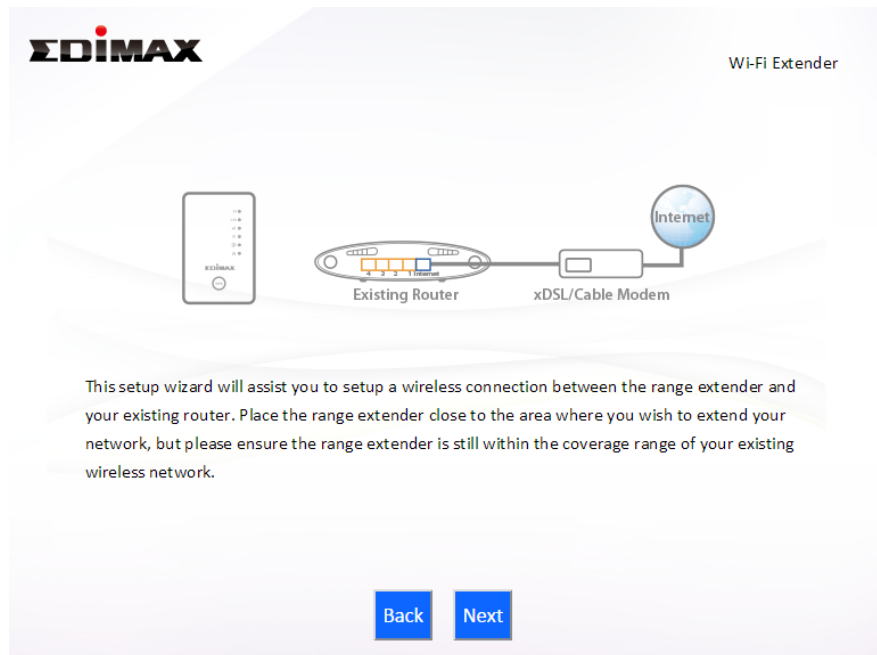 EDIMAX
Wi-Fi Extender
Internet
EDIMAX
4 3 2 1 Internet
Existing Router
xDSL/Cable Modem
This setup wizard will assist you to setup a wireless connection between the range extender and
your existing router. Place the range extender close to the area where you wish to extend your
network, but please ensure the range extender is still within the coverage range of your existing
wireless network.
Back
Next